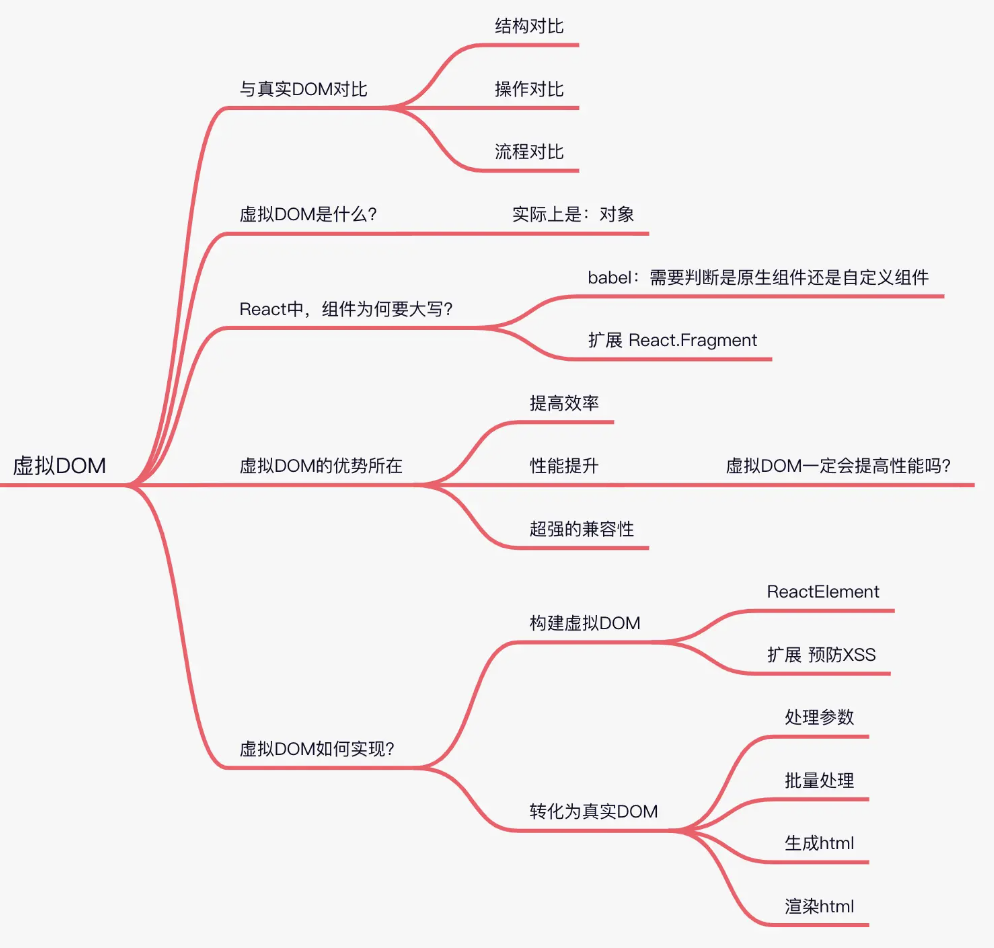 结构对比
与真实DOM对比
操作对比
流程对比
虚拟DOM是什么?
实际上是：对象
babel：需要判断是原生组件还是自定义组件
React中，组件为何要大写?
扩展 React.Fragment
提高效率
虚拟DOM
虚拟DOM的优势所在
性能提升
虚拟DOM一定会提高性能吗?
超强的兼容性
ReactElement
构建虚拟DOM
扩展 预防XSS
处理参数
虚拟DOM如何实现?
批量处理
转化为真实DOM
生成html
渲染html